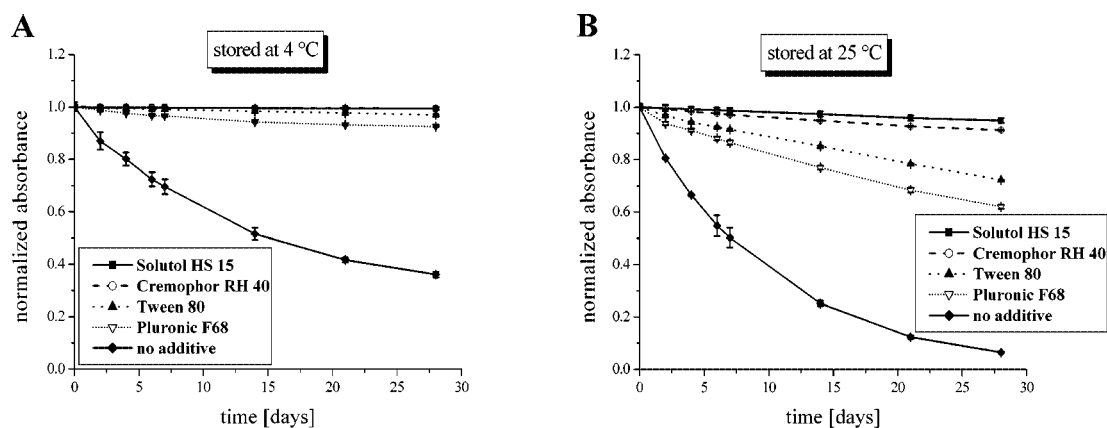 A
stored at 4 °C
normalized absorbance
1.2
1.0
0.8
0.6
0.4
0.2
0.0
Solutol HS 15
Cremophor RH 40
Tween 80
Pluronic F68
no additive
0 5 10 15 20 25 30
time [days]
B
stored at 25 °C
normalized absorbance
1.2
1.0
0.8
0.6
0.4
0.2
0.0
Solutol HS 15
Cremophor RH 40
Tween 80
Pluronic F68
no additive
0 5 10 15 20 25 30
time [days]